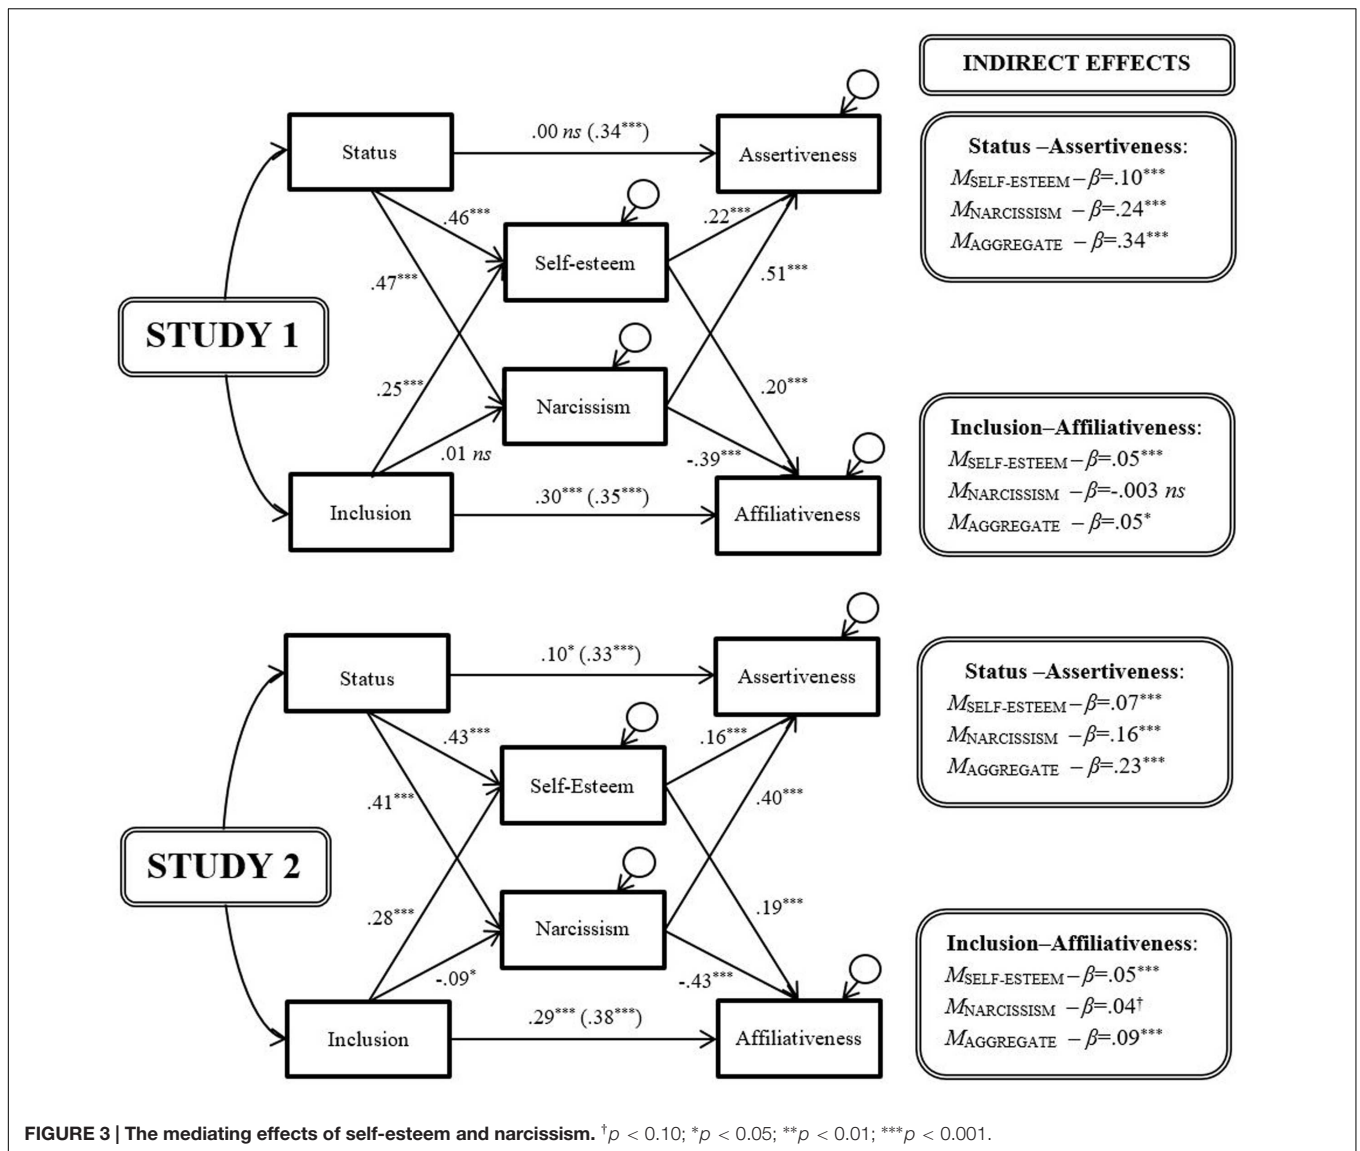 INDIRECT EFFECTS
.00 ns (.34***)
Status
Assertiveness
Status –Assertiveness:
MSELF-ESTEEM–β=.10***
MNARCISSISM –β=.24***
MAGGREGATE –β=.34***
.46***
.22***
Self-esteem
.47***
.51***
STUDY 1
.25***
Narcissism
.20***
.01 ns
-.39***
Inclusion
.30*** (.35***)
Affiliativeness
Inclusion–Affiliativeness:
MSELF-ESTEEM–β=.05***
MNARCISSISM –β=-.003 ns
MAGGREGATE –β=.05*
.10* (.33***)
Status
Assertiveness
Status –Assertiveness:
MSELF-ESTEEM–β=.07***
MNARCISSISM –β=.16***
MAGGREGATE –β=.23***
.43***
.16***
Self-Esteem
.41***
.40***
STUDY 2
.28***
Narcissism
.19***
-.09*
-.43***
Inclusion
.29*** (.38***)
Affiliativeness
Inclusion–Affiliativeness:
MSELF-ESTEEM–β=.05***
MNARCISSISM –β=.04†
MAGGREGATE –β=.09***
FIGURE 3 | The mediating effects of self-esteem and narcissism. †p < 0.10; *p < 0.05; **p < 0.01; ***p < 0.001.